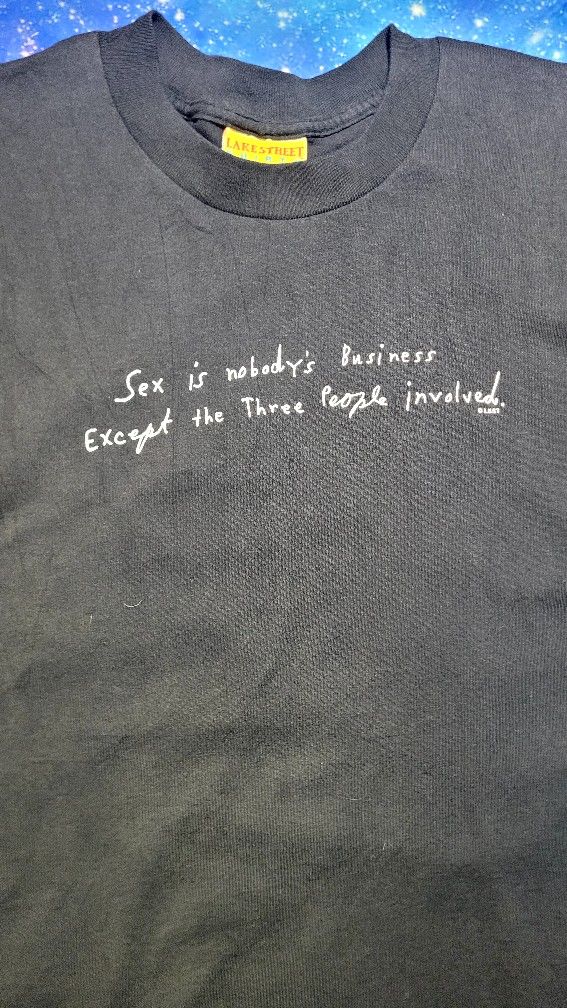 LAKESTREET
Sex is nobody's Business
Except the Three People involved.